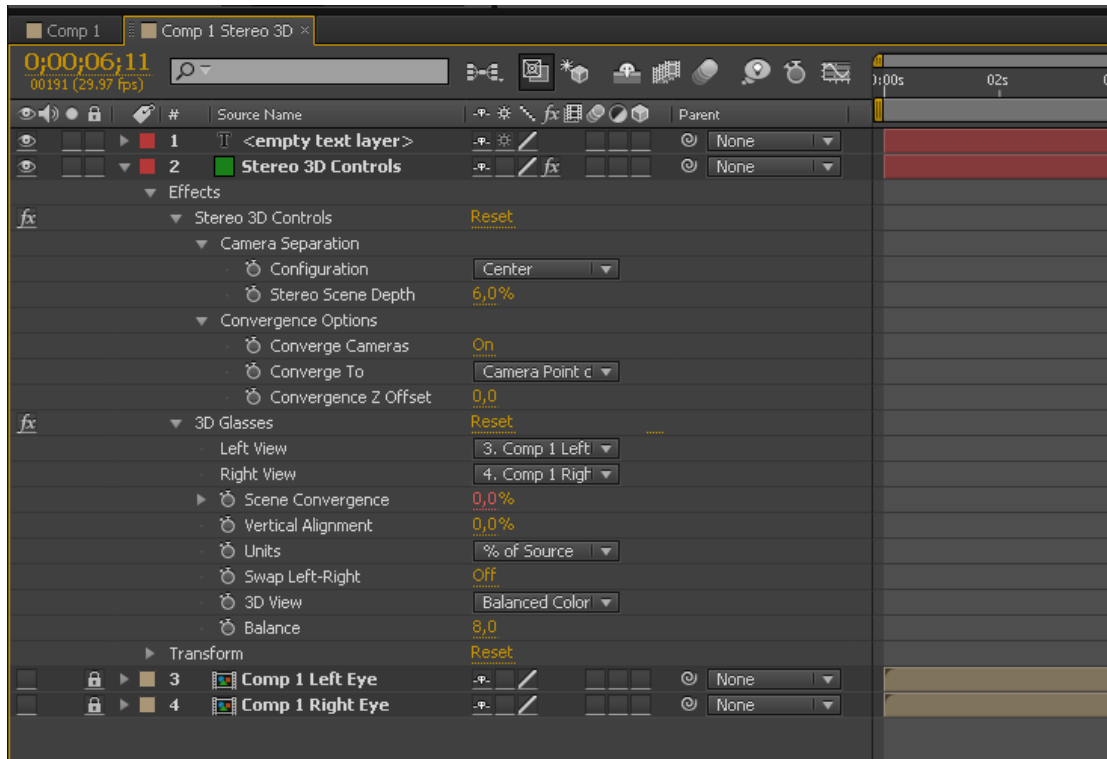 Comp 1 Comp 1 Stereo 3D ×
0;00;06;11
00191 (29.97 fps)
0:00s 02s
# Source Name fx Parent
1 T <empty text layer> None
2 Stereo 3D Controls fx None
Effects
fx Stereo 3D Controls Reset
Camera Separation
Configuration Center
Stereo Scene Depth 6,0%
Convergence Options
Converge Cameras On
Converge To Camera Point c
Convergence Z Offset 0,0
fx 3D Glasses Reset
Left View 3. Comp 1 Left
Right View 4. Comp 1 Righ
Scene Convergence 0,0%
Vertical Alignment 0,0%
Units % of Source
Swap Left-Right Off
3D View Balanced Color
Balance 8,0
Transform Reset
3 Comp 1 Left Eye None
4 Comp 1 Right Eye None